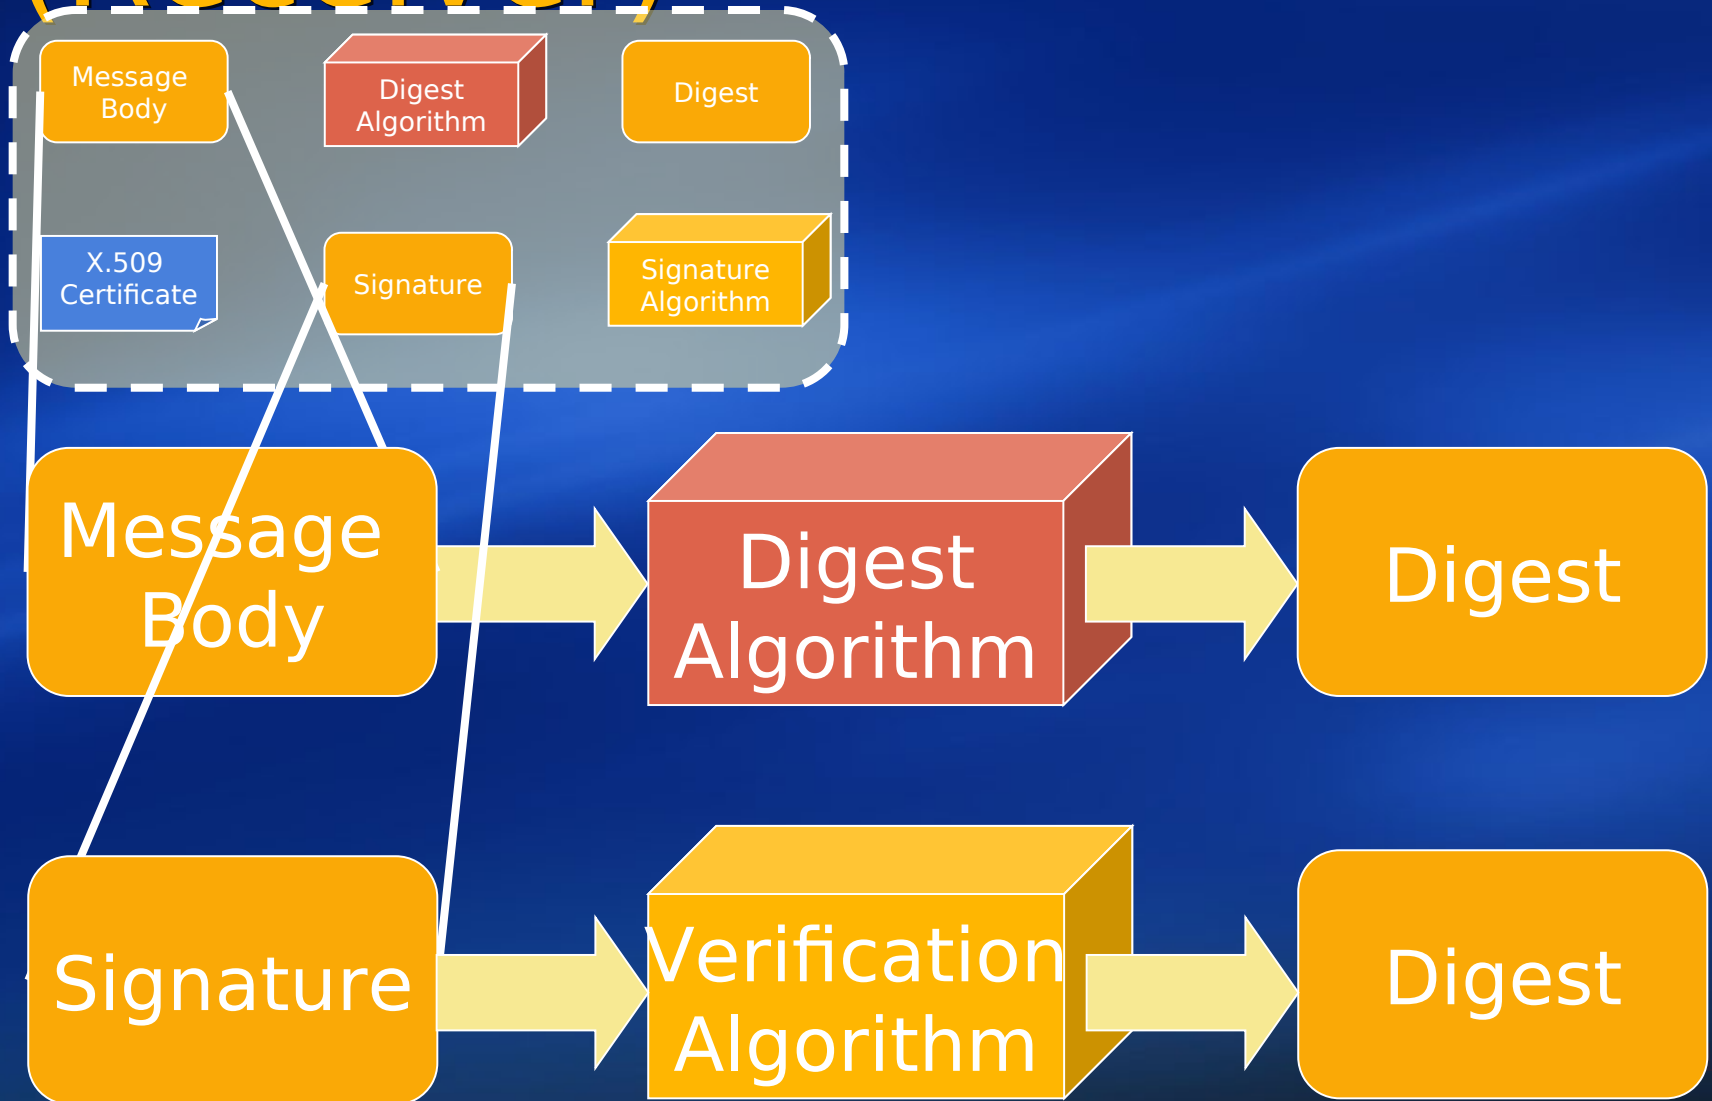 (Receiver)
Message
Body
Digest
Algorithm
Digest
X.509
Certificate
Signature
Signature
Algorithm
Message
Body
Digest
Algorithm
Digest
Signature
Verification
Algorithm
Digest